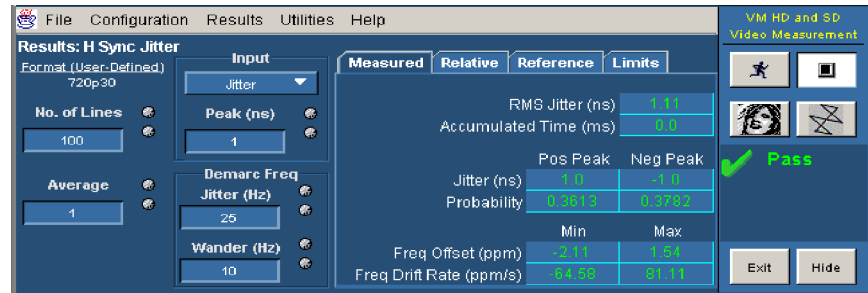 File Configuration Results Utilities Help
VM HD and SD
Video Measurement
Results: H Sync Jitter
Format (User-Defined)
720p30
No. of Lines
100
Average
1
Input
Jitter
Peak (ns)
1
Demarc Freq
Jitter (Hz)
25
Wander (Hz)
10
Measured Relative Reference Limits
RMS Jitter (ns) 1.11
Accumulated Time (ms) 0.0
Pos Peak Neg Peak
Jitter (ns) 1.0 -1.0
Probability 0.3613 0.3782
Min Max
Freq Offset (ppm) -2.11 1.54
Freq Drift Rate (ppm/s) -64.58 81.11
Pass
Exit Hide